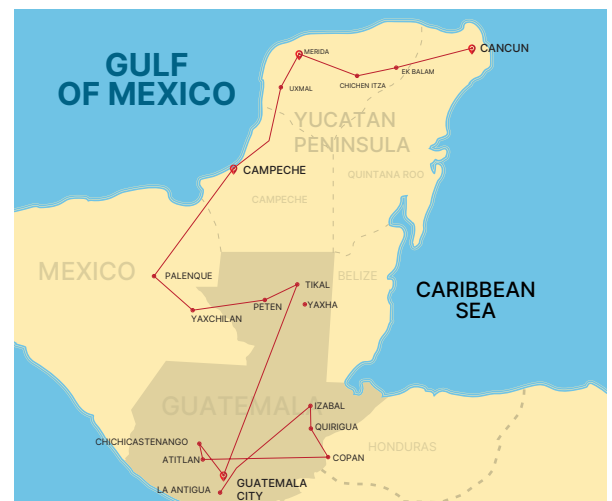 GULF
OF MEXICO
MERIDA
CANCUN
EK BALAM
CHICHEN ITZA
UXMAL
YUCATAN
PENINSULA
CAMPECHE
QUINTANA ROO
CAMPECHE
MEXICO
PALENQUE
TIKAL
BELIZE
CARIBBEAN
SEA
YAXHA
PETEN
YAXCHILAN
GUATEMALA
IZABAL
QUIRIGUA
CHICHICASTENANGO
HONDURAS
ATITLAN
COPAN
LA ANTIGUA
GUATEMALA
CITY